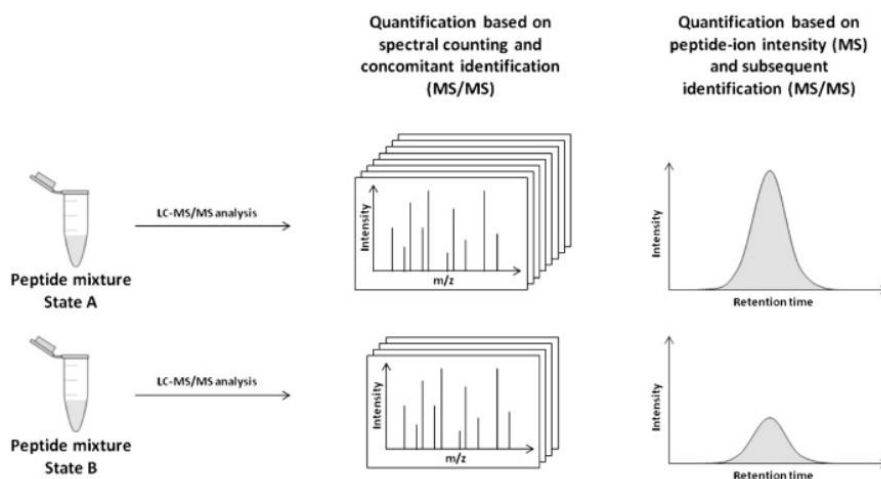 Quantification based on
spectral counting and
concomitant identification
(MS/MS)
Quantification based on
peptide-ion intensity (MS)
and subsequent
identification (MS/MS)
LC-MS/MS analysis
Peptide mixture
State A
Intensity
m/z
Intensity
Retention time
LC-MS/MS analysis
Peptide mixture
State B
Intensity
m/z
Intensity
Retention time